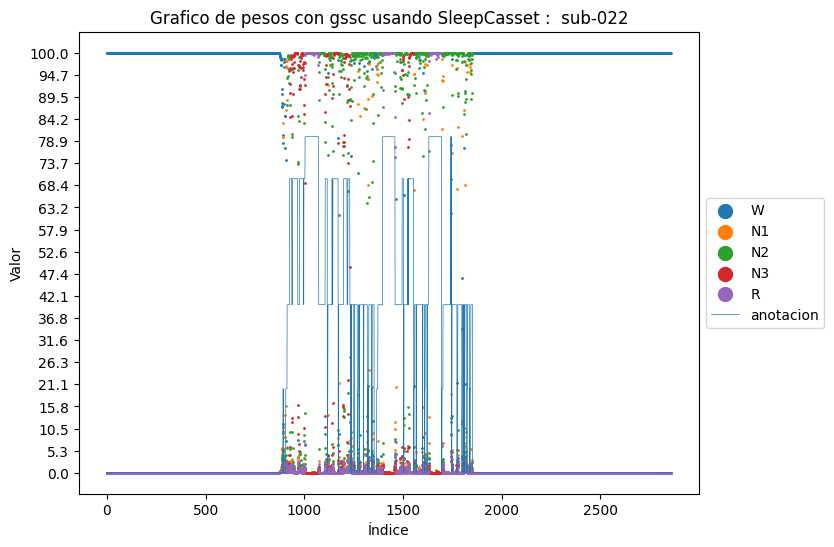 Grafico de pesos con gssc usando SleepCasset :  sub-022
100.0
94.7
89.5
84.2
78.9
73.7
68.4
63.2
57.9
52.6
47.4
42.1
36.8
31.6
26.3
21.1
15.8
10.5
5.3
0.0
Valor
0 500 1000 1500 2000 2500
Índice
W
N1
N2
N3
R
anotacion